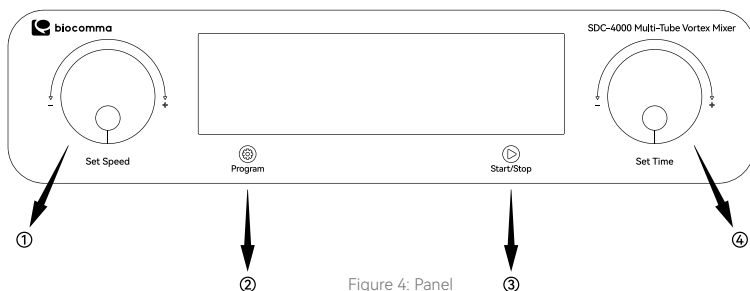 biocomma
SDC-4000 Multi-Tube Vortex Mixer
- +
- +
Set Speed
Program
Start/Stop
Set Time
①
②
③
④
Figure 4: Panel